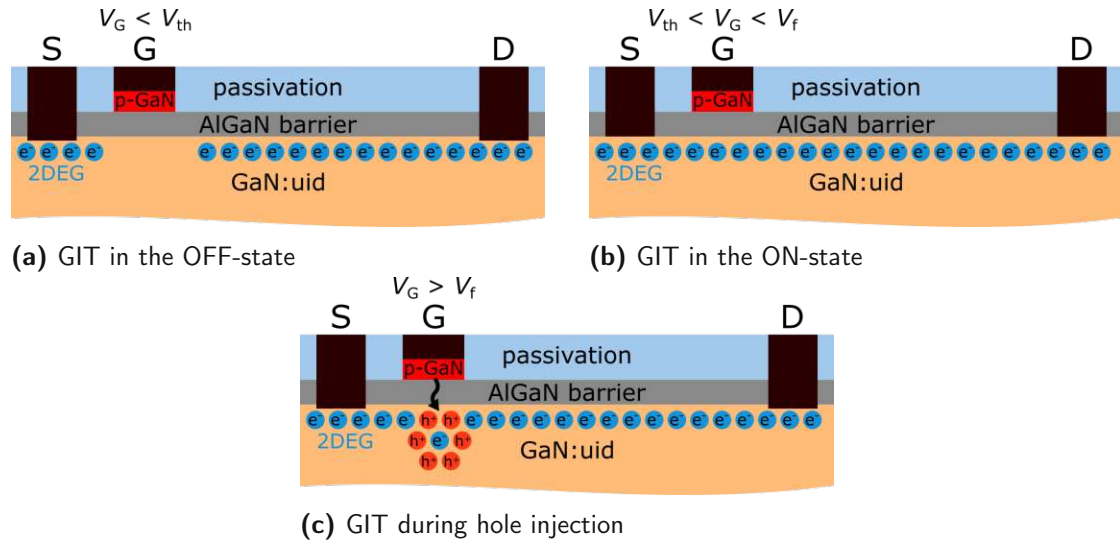 V_G < V_th
S G D
passivation
p-GaN
AlGaN barrier
e⁻ e⁻ e⁻ e⁻ e⁻ e⁻ e⁻ e⁻ e⁻ e⁻ e⁻ e⁻ e⁻ e⁻ e⁻ e⁻ e⁻ e⁻ e⁻ e⁻
2DEG
GaN:uid
(a) GIT in the OFF-state
V_th < V_G < V_f
S G D
passivation
p-GaN
AlGaN barrier
e⁻ e⁻ e⁻ e⁻ e⁻ e⁻ e⁻ e⁻ e⁻ e⁻ e⁻ e⁻ e⁻ e⁻ e⁻ e⁻ e⁻ e⁻ e⁻ e⁻ e⁻ e⁻ e⁻ e⁻
2DEG
GaN:uid
(b) GIT in the ON-state
V_G > V_f
S G D
passivation
p-GaN
AlGaN barrier
e⁻ e⁻ e⁻ e⁻ e⁻ h⁺ h⁺ e⁻ e⁻ e⁻ e⁻ e⁻ e⁻ e⁻ e⁻ e⁻ e⁻ e⁻ e⁻ e⁻ e⁻ e⁻ e⁻
2DEG h⁺ e⁻ h⁺
GaN:uid
h⁺ h⁺
(c) GIT during hole injection